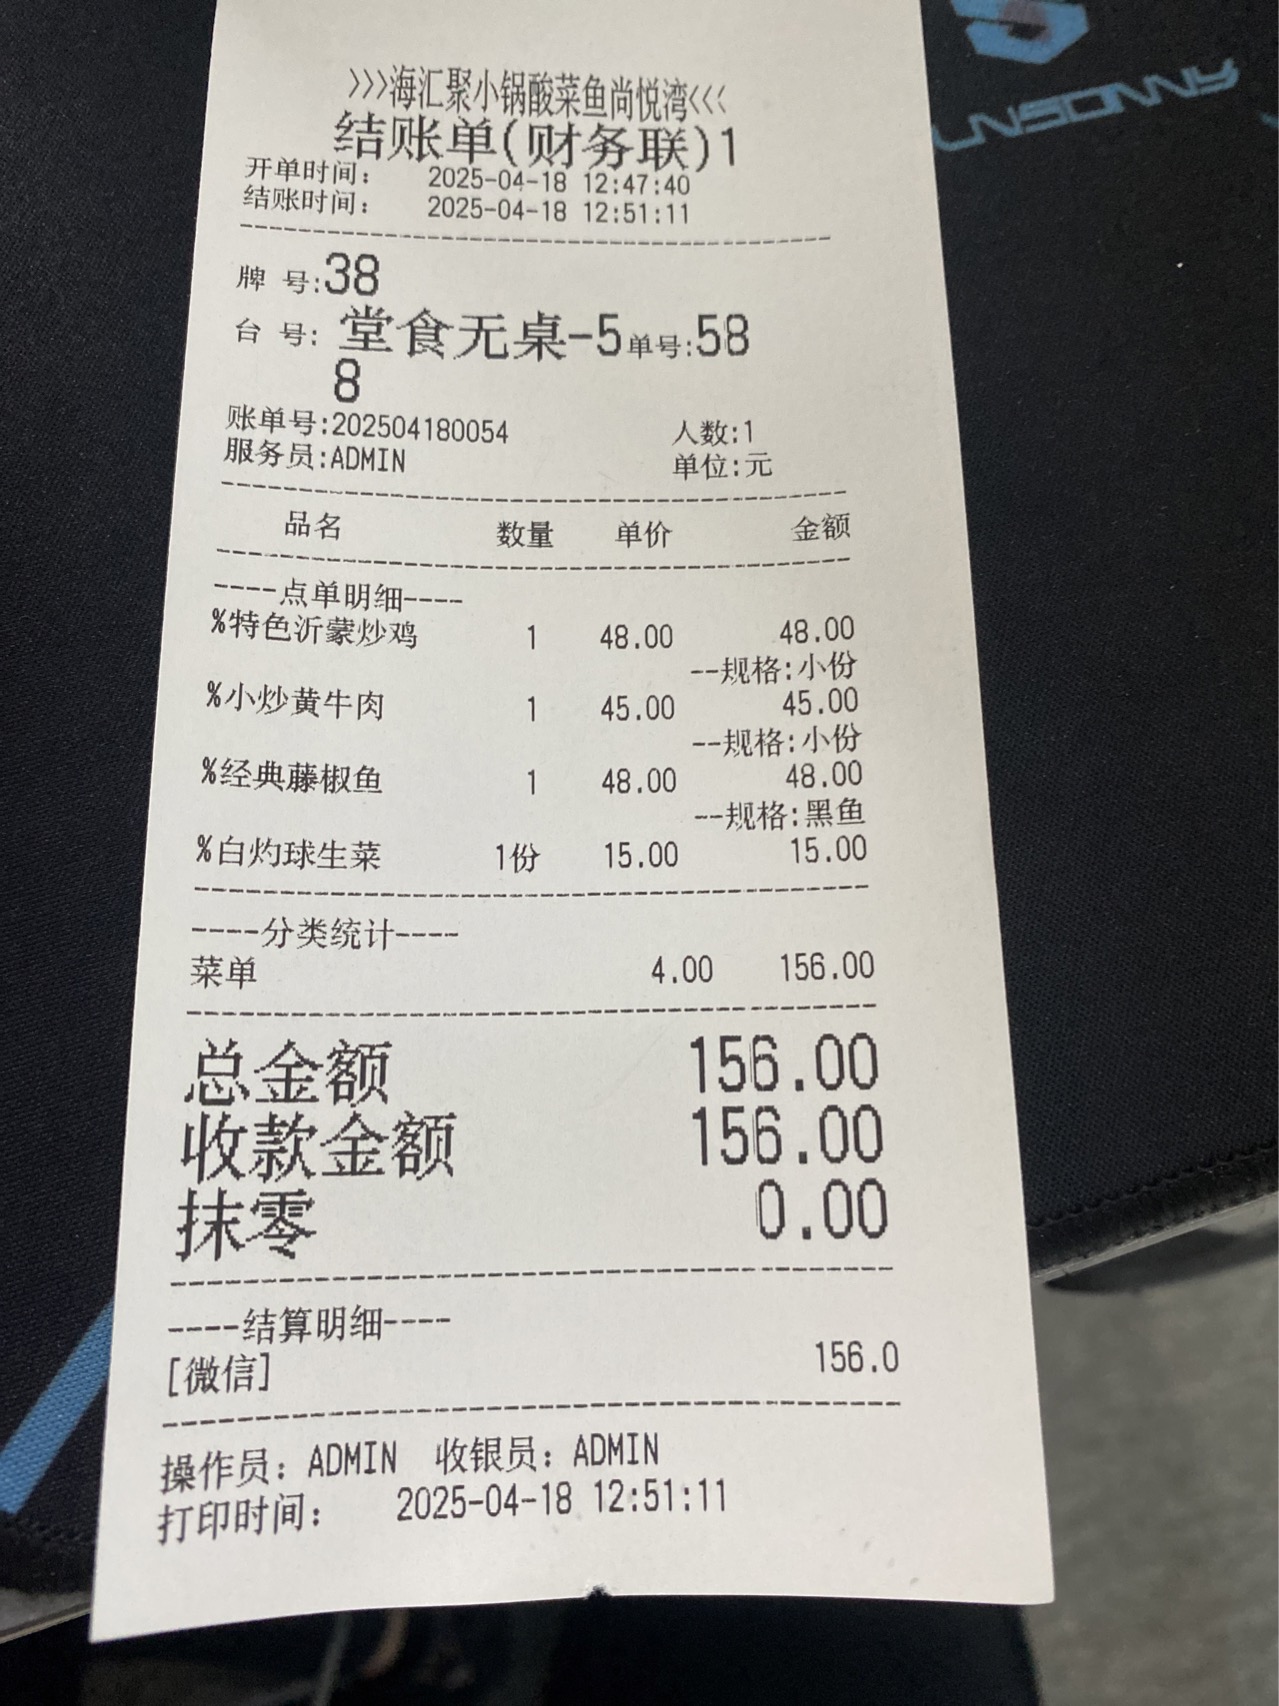 >>>海汇聚小锅酸菜鱼尚悦湾<<<
结账单(财务联)1
开单时间: 2025-04-18 12:47:40
结账时间: 2025-04-18 12:51:11
牌 号:38
台 号: 堂食无桌-5单号:58
8
账单号:202504180054 人数:1
服务员:ADMIN 单位:元
品名 数量 单价 金额
----点单明细----
%特色沂蒙炒鸡 1 48.00 48.00
--规格:小份
%小炒黄牛肉 1 45.00 45.00
--规格:小份
%经典藤椒鱼 1 48.00 48.00
--规格:黑鱼
%白灼球生菜 1份 15.00 15.00
----分类统计----
菜单 4.00 156.00
总金额 156.00
收款金额 156.00
抹零 0.00
----结算明细----
[微信] 156.0
操作员: ADMIN 收银员: ADMIN
打印时间: 2025-04-18 12:51:11